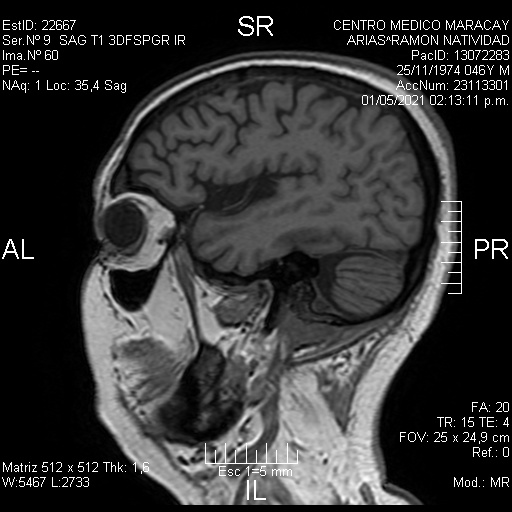 EstID: 22667
Ser.Nº 9 SAG T1 3DFSPGR IR
Ima.Nº 60
PE= --
NAq: 1 Loc: 35,4 Sag
SR
CENTRO MEDICO MARACAY
ARIAS^RAMON NATIVIDAD
PacID: 13072283
25/11/1974 046Y M
AccNum: 23113301
01/05/2021 02:13:11 p.m.
AL
PR
FA: 20
TR: 15 TE: 4
FOV: 25 x 24,9 cm
Ref.: 0
Matriz 512 x 512 Thk: 1,6
W:5467 L:2733
Esc 1=5 mm
IL
Mod.: MR